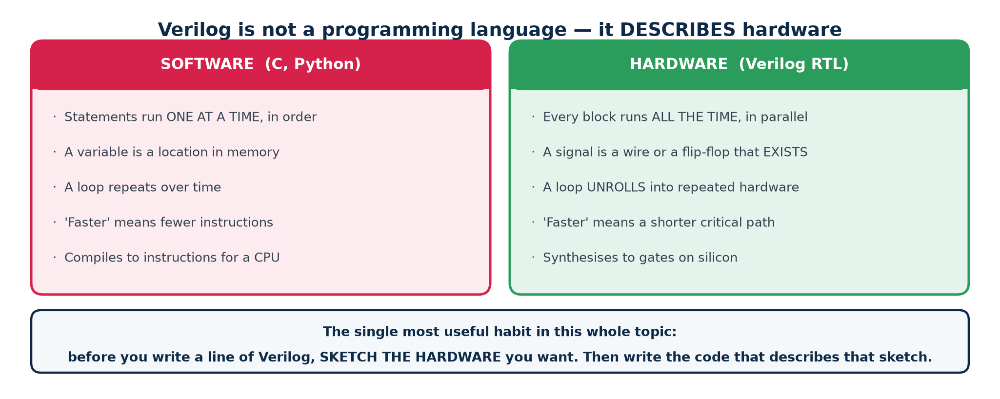 Verilog is not a programming language — it DESCRIBES hardware
SOFTWARE (C, Python)
· Statements run ONE AT A TIME, in order
· A variable is a location in memory
· A loop repeats over time
· 'Faster' means fewer instructions
· Compiles to instructions for a CPU
HARDWARE (Verilog RTL)
· Every block runs ALL THE TIME, in parallel
· A signal is a wire or a flip-flop that EXISTS
· A loop UNROLLS into repeated hardware
· 'Faster' means a shorter critical path
· Synthesises to gates on silicon
The single most useful habit in this whole topic:
before you write a line of Verilog, SKETCH THE HARDWARE you want. Then write the code that describes that sketch.